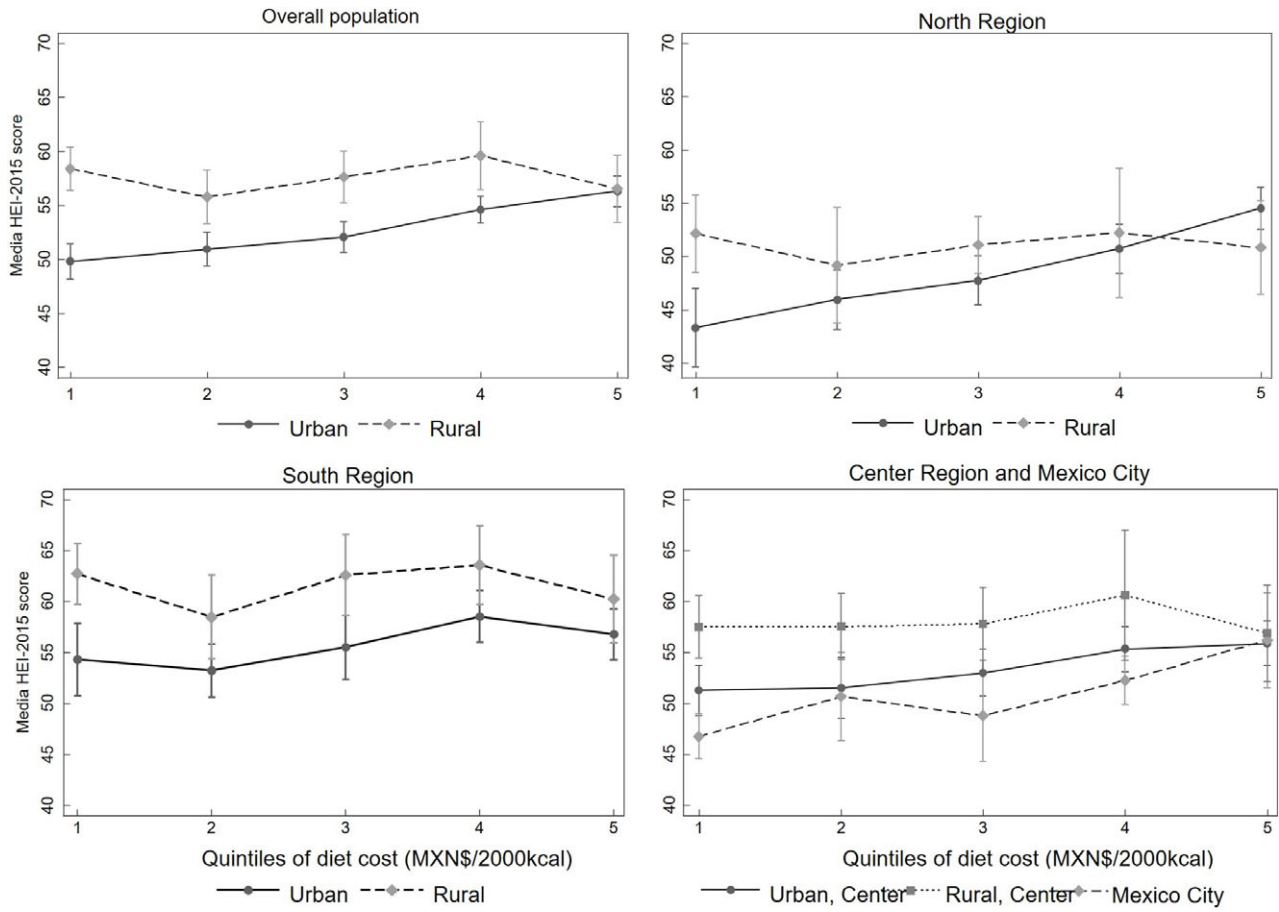 Overall population
Media HEI-2015 score
70
65
60
55
50
45
40
1 2 3 4 5
Urban Rural
North Region
70
65
60
55
50
45
40
1 2 3 4 5
Urban Rural
South Region
Media HEI-2015 score
70
65
60
55
50
45
40
1 2 3 4 5
Quintiles of diet cost (MXN$/2000kcal)
Urban Rural
Center Region and Mexico City
70
65
60
55
50
45
40
1 2 3 4 5
Quintiles of diet cost (MXN$/2000kcal)
Urban, Center Rural, Center Mexico City